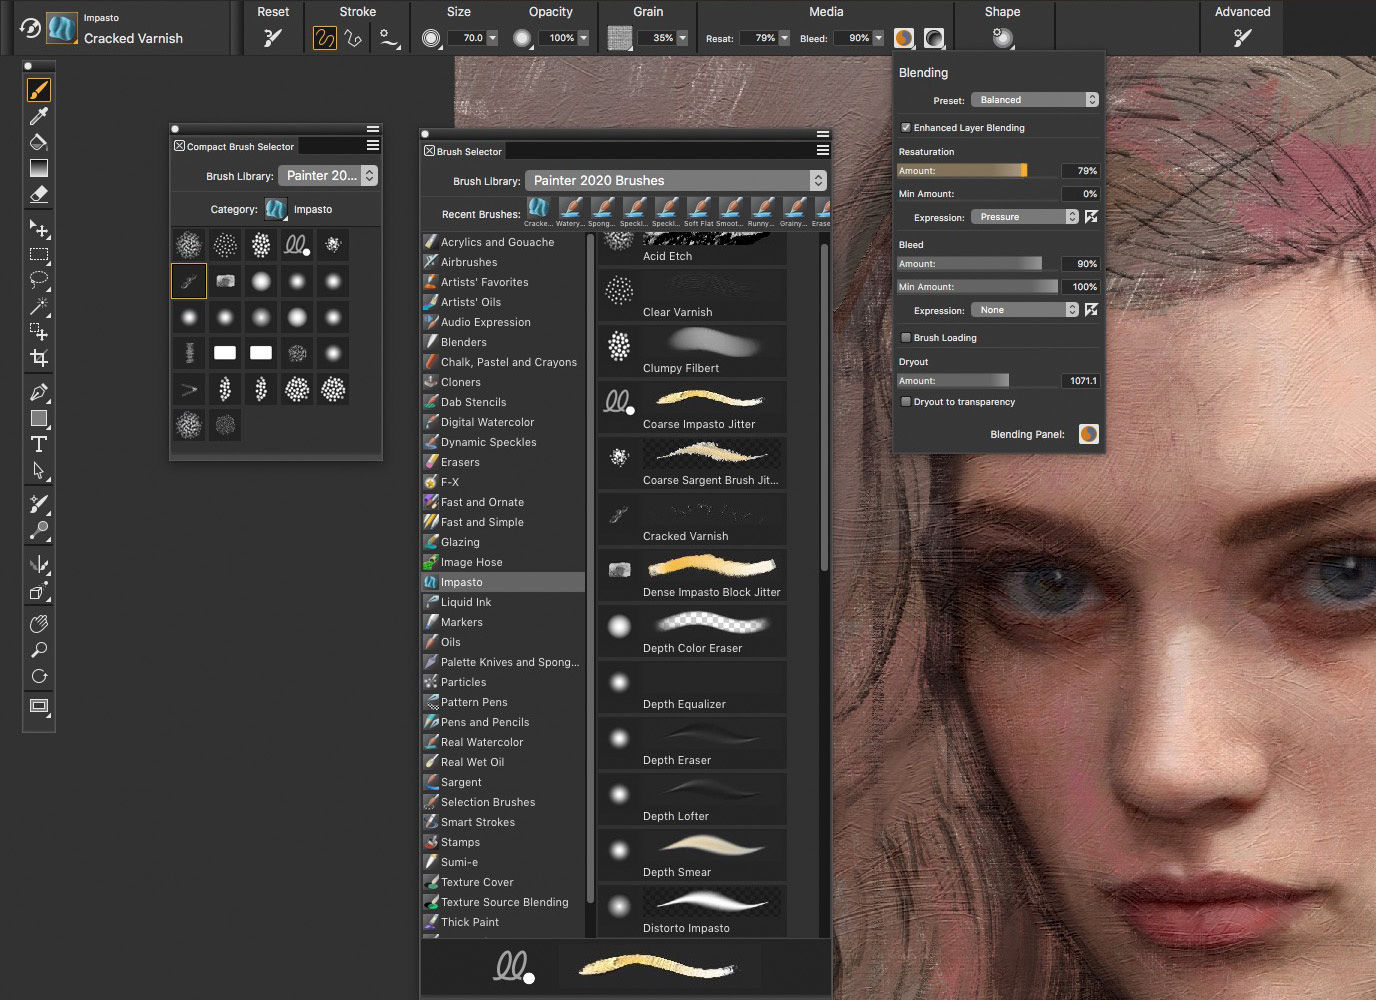 Impasto
Cracked Varnish
Reset
Stroke
Size
Opacity
Grain
Media
Shape
Advanced
70.0
100%
35%
Resat: 79%
Bleed: 90%
Compact Brush Selector
Brush Library: Painter 20...
Category: Impasto
Brush Selector
Brush Library: Painter 2020 Brushes
Recent Brushes: Cracke... Watery... Spong... Speckl... Speckl... Soft Flat Smoot... Runny... Grainy... Erase
Acrylics and Gouache
Airbrushes
Artists' Favorites
Artists' Oils
Audio Expression
Blenders
Chalk, Pastel and Crayons
Cloners
Dab Stencils
Digital Watercolor
Dynamic Speckles
Erasers
F-X
Fast and Ornate
Fast and Simple
Glazing
Image Hose
Impasto
Liquid Ink
Markers
Oils
Palette Knives and Spong...
Particles
Pattern Pens
Pens and Pencils
Real Watercolor
Real Wet Oil
Sargent
Selection Brushes
Smart Strokes
Stamps
Sumi-e
Texture Cover
Texture Source Blending
Thick Paint
Acid Etch
Clear Varnish
Clumpy Filbert
Coarse Impasto Jitter
Coarse Sargent Brush Jit...
Cracked Varnish
Dense Impasto Block Jitter
Depth Color Eraser
Depth Equalizer
Depth Eraser
Depth Lofter
Depth Smear
Distorto Impasto
Blending
Preset: Balanced
Enhanced Layer Blending
Resaturation
Amount: 79%
Min Amount: 0%
Expression: Pressure
Bleed
Amount: 90%
Min Amount: 100%
Expression: None
Brush Loading
Dryout
Amount: 1071.1
Dryout to transparency
Blending Panel: